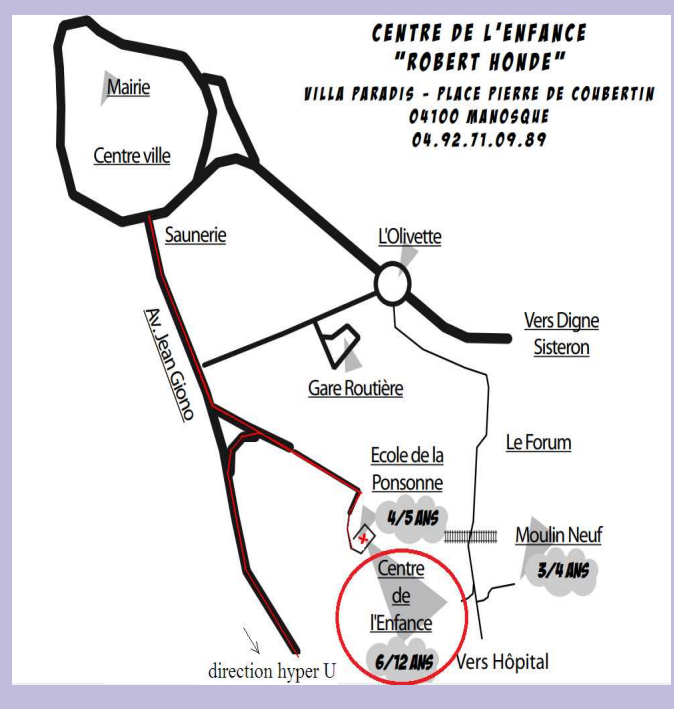 CENTRE DE L'ENFANCE
"ROBERT HONDE"
VILLA PARADIS - PLACE PIERRE DE COUBERTIN
04100 MANOSQUE
04.92.71.09.89
Mairie
Centre ville
Saunerie
L'Olivette
Vers Digne
Sisteron
Av. Jean Giono
Gare Routière
Le Forum
Ecole de la
Ponsonne
4/5 ANS
Moulin Neuf
3/4 ANS
Centre
de
l'Enfance
6/12 ANS
Vers Hôpital
direction hyper U